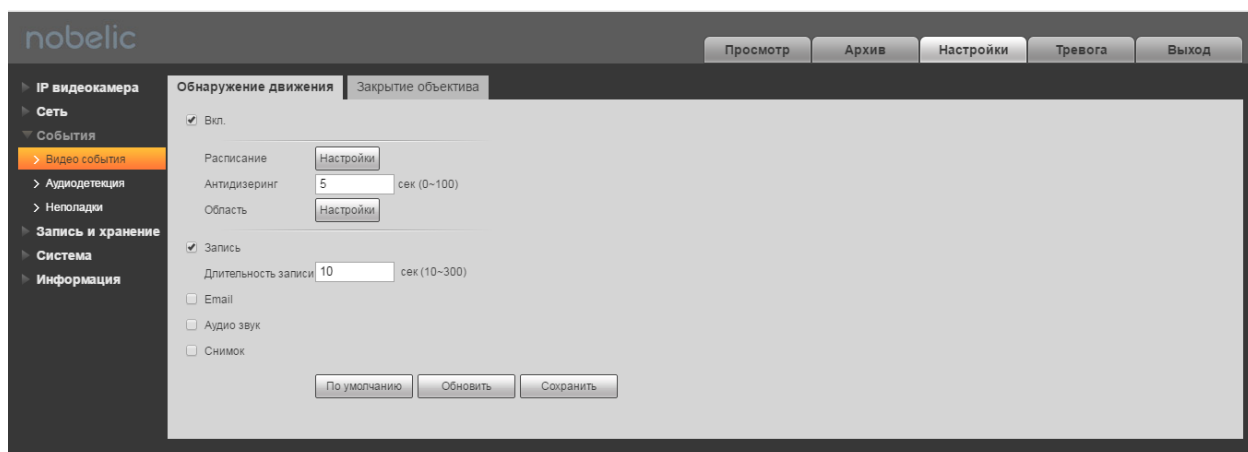 nobelic
Просмотр Архив Настройки Тревога Выход
IP видеокамера
Сеть
События
Видео события
Аудиодетекция
Неполадки
Запись и хранение
Система
Информация
Обнаружение движения Закрытие объектива
Вкл.
Расписание Настройки
Антидизеринг 5 сек (0~100)
Область Настройки
Запись
Длительность записи 10 сек (10~300)
Email
Аудио звук
Снимок
По умолчанию Обновить Сохранить